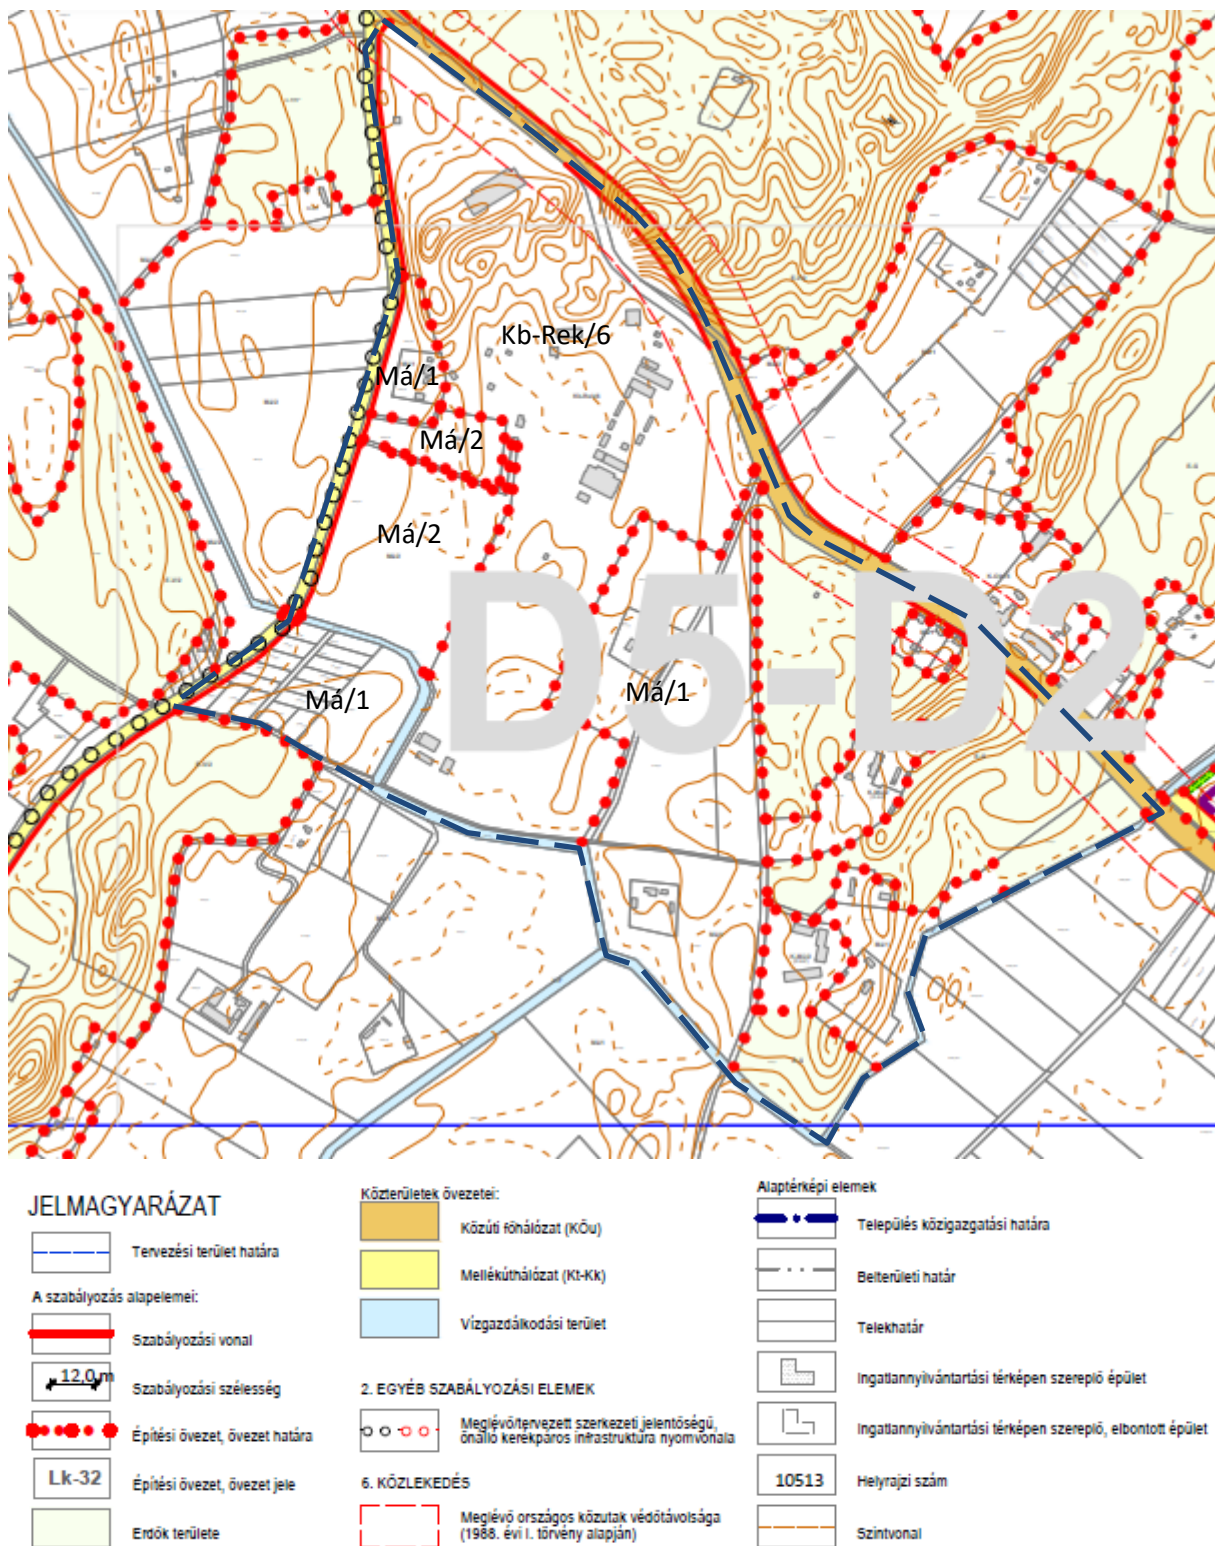 Kb-Rek/6
Má/1
Má/2
Má/2
D5-D2
Má/1
Má/1
JELMAGYARÁZAT
Tervezési terület határa
A szabályozás alapelemei:
Szabályozási vonal
12,0 m
Szabályozási szélesség
Építési övezet, övezet határa
Lk-32
Építési övezet, övezet jele
Erdők területe
Közterületek övezetei:
Közúti főhálózat (KÖu)
Mellékúthálózat (Kt-Kk)
Vízgazdálkodási terület
2. EGYÉB SZABÁLYOZÁSI ELEMEK
Meglévő/tervezett szerkezeti jelentőségű,
önálló kerékpáros infrastruktúra nyomvonala
6. KÖZLEKEDÉS
Meglévő országos közutak védőtávolsága
(1988. évi I. törvény alapján)
Alaptérképi elemek
Település közigazgatási határa
Belterületi határ
Telekhatár
Ingatlannyilvántartási térképen szereplő épület
Ingatlannyilvántartási térképen szereplő, elbontott épület
10513
Helyrajzi szám
Szintvonal